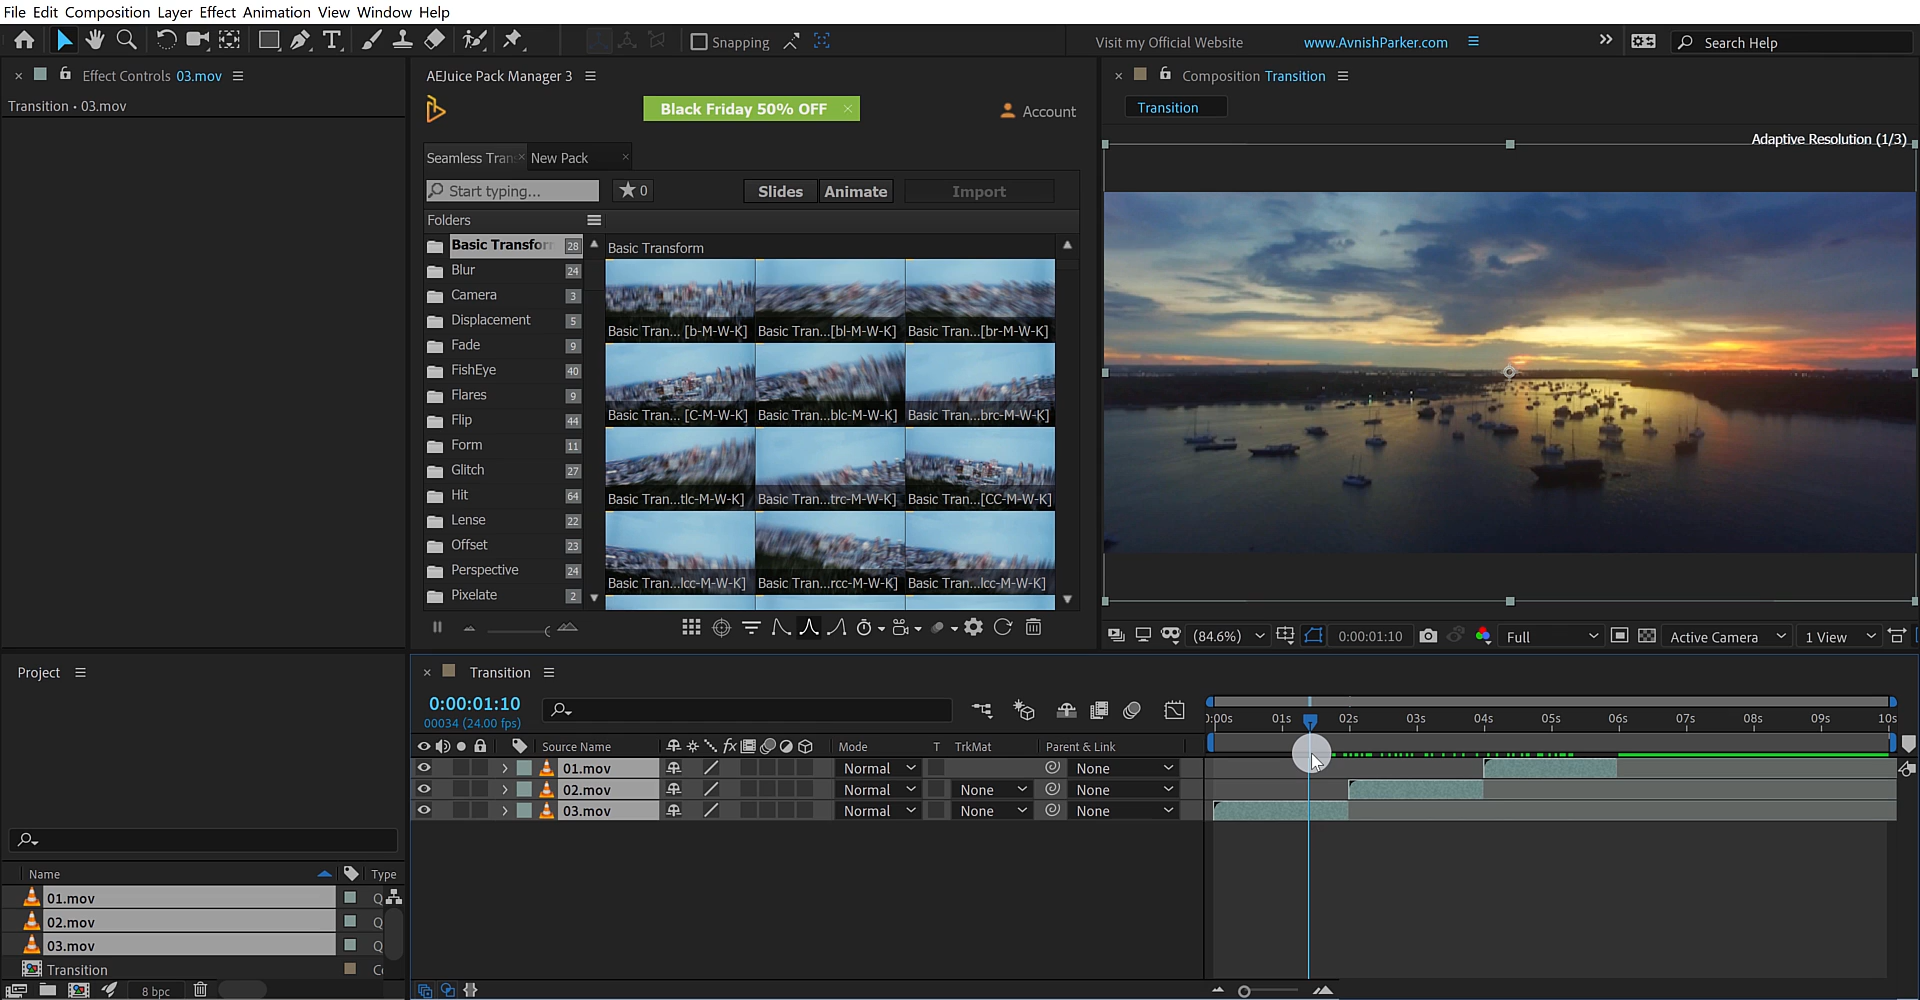 File Edit Composition Layer Effect Animation View Window Help
Snapping
Visit my Official Website
www.AvnishParker.com
Search Help
Effect Controls 03.mov
Transition • 03.mov
AEJuice Pack Manager 3
Black Friday 50% OFF
Account
Seamless Tran
New Pack
Start typing...
0
Slides
Animate
Import
Folders
Basic Transform
Basic Transfor 28
Blur 24
Camera 3
Displacement 5
Fade 9
FishEye 40
Flares 9
Flip 44
Form 11
Glitch 27
Hit 64
Lense 22
Offset 23
Perspective 24
Pixelate 2
Basic Tran... [b-M-W-K]
Basic Tran...[bl-M-W-K]
Basic Tran...[br-M-W-K]
Basic Tran... [C-M-W-K]
Basic Tran...blc-M-W-K]
Basic Tran...brc-M-W-K]
Basic Tran...tlc-M-W-K]
Basic Tran...trc-M-W-K]
Basic Tran...[CC-M-W-K]
Basic Tran...lcc-M-W-K]
Basic Tran...rcc-M-W-K]
Basic Tran...lcc-M-W-K]
Composition Transition
Transition
Adaptive Resolution (1/3)
(84.6%)
0:00:01:10
Full
Active Camera
1 View
Project
Name
Type
01.mov
02.mov
03.mov
Transition
8 bpc
Transition
0:00:01:10
00034 (24.00 fps)
):00s 01s 02s 03s 04s 05s 06s 07s 08s 09s 10s
Source Name
fx
Mode
T
TrkMat
Parent & Link
01.mov Normal None
02.mov Normal None None
03.mov Normal None None